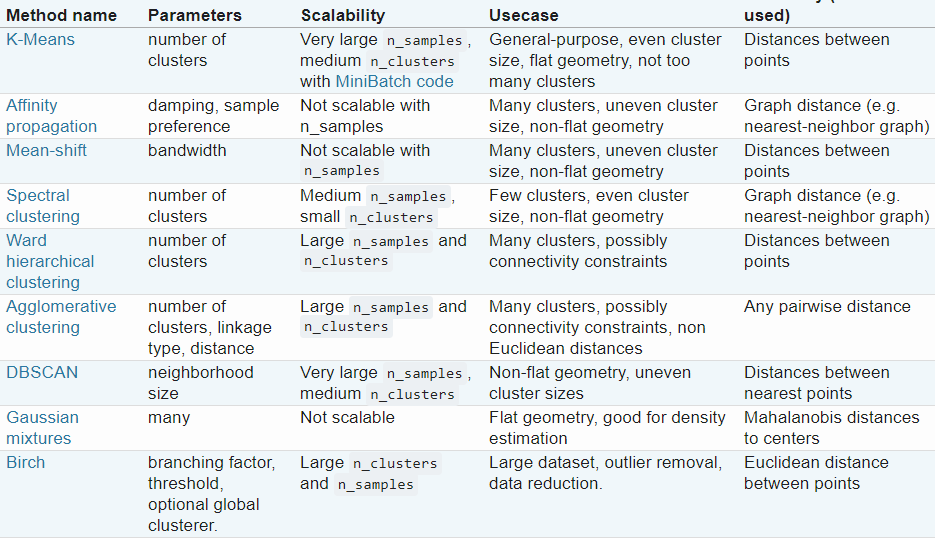 Method name Parameters Scalability Usecase used)
K-Means number of Very large n_samples, General-purpose, even cluster Distances between
clusters medium n_clusters size, flat geometry, not too points
with MiniBatch code many clusters
Affinity damping, sample Not scalable with Many clusters, uneven cluster Graph distance (e.g.
propagation preference n_samples size, non-flat geometry nearest-neighbor graph)
Mean-shift bandwidth Not scalable with Many clusters, uneven cluster Distances between
n_samples size, non-flat geometry points
Spectral number of Medium n_samples, Few clusters, even cluster Graph distance (e.g.
clustering clusters small n_clusters size, non-flat geometry nearest-neighbor graph)
Ward number of Large n_samples and Many clusters, possibly Distances between
hierarchical clusters n_clusters connectivity constraints points
clustering
Agglomerative number of Large n_samples and Many clusters, possibly Any pairwise distance
clustering clusters, linkage n_clusters connectivity constraints, non
type, distance Euclidean distances
DBSCAN neighborhood Very large n_samples, Non-flat geometry, uneven Distances between
size medium n_clusters cluster sizes nearest points
Gaussian many Not scalable Flat geometry, good for density Mahalanobis distances
mixtures estimation to centers
Birch branching factor, Large n_clusters Large dataset, outlier removal, Euclidean distance
threshold, and n_samples data reduction. between points
optional global
clusterer.